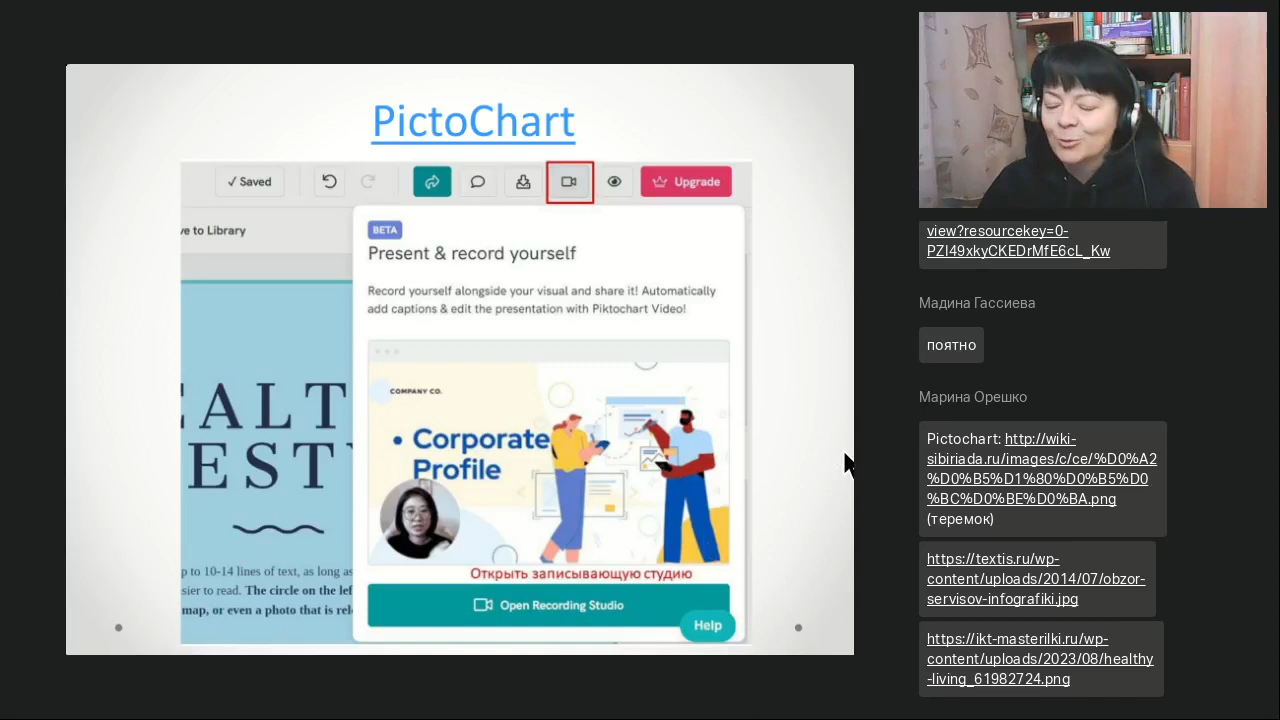 PictoChart
✓ Saved
Upgrade
ve to Library
BETA
Present & record yourself
Record yourself alongside your visual and share it! Automatically
add captions & edit the presentation with Piktochart Video!
COMPANY CO.
• Corporate
Profile
EALT
ESTY
p to 10-14 lines of text, as long as
sier to read. The circle on the lef
map, or even a photo that is rel
Открыть записывающую студию
Open Recording Studio
Help
view?resourcekey=0-
PZI49xkyCKEDrMfE6cL_Kw
Мадина Гассиева
поятно
Марина Орешко
Pictochart: http://wiki-
sibiriada.ru/images/c/ce/%D0%A2
%D0%B5%D1%80%D0%B5%D0
%BC%D0%BE%D0%BA.png
(теремок)
https://textis.ru/wp-
content/uploads/2014/07/obzor-
servisov-infografiki.jpg
https://ikt-masterilki.ru/wp-
content/uploads/2023/08/healthy
-living_61982724.png